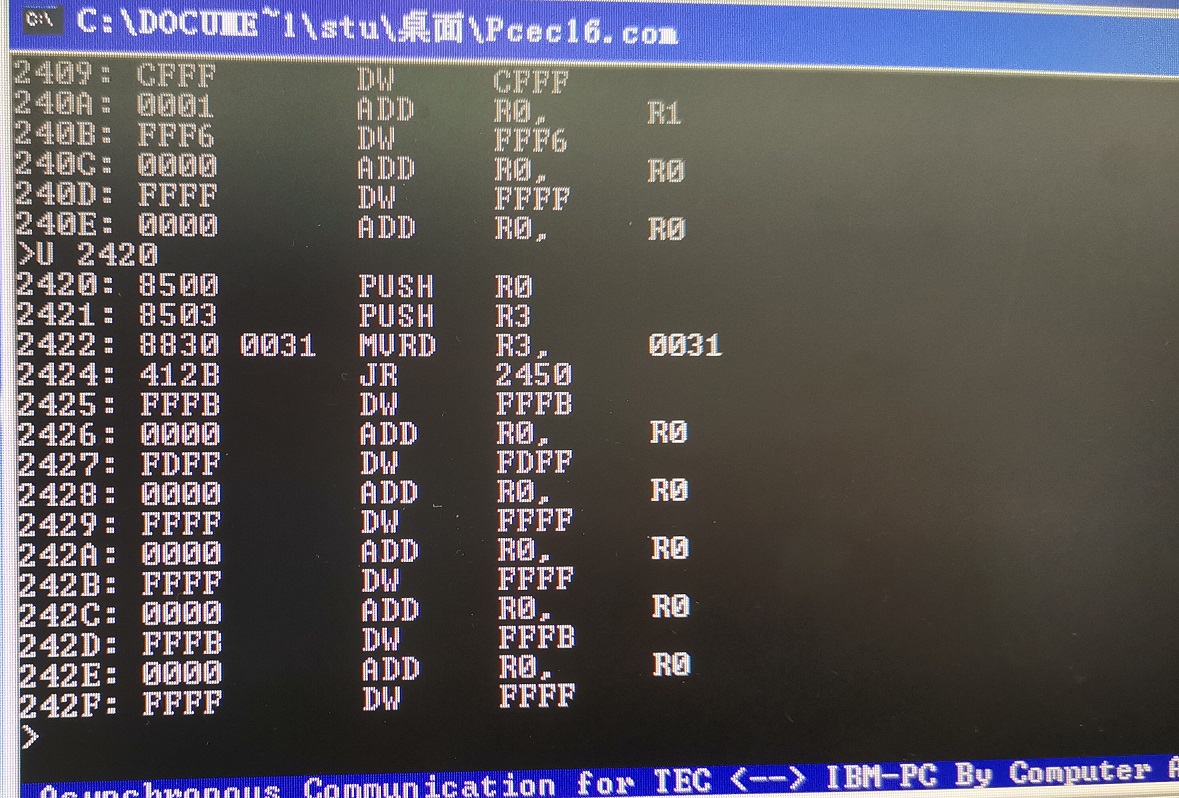 C:\DOCUME~1\stu\桌面\Pcec16.com
2409: CFFF DW CFFF
240A: 0001 ADD R0, R1
240B: FFF6 DW FFF6
240C: 0000 ADD R0, R0
240D: FFFF DW FFFF
240E: 0000 ADD R0, R0
>U 2420
2420: 8500 PUSH R0
2421: 8503 PUSH R3
2422: 8830 0031 MVRD R3, 0031
2424: 412B JR 2450
2425: FFFB DW FFFB
2426: 0000 ADD R0, R0
2427: FDFF DW FDFF
2428: 0000 ADD R0, R0
2429: FFFF DW FFFF
242A: 0000 ADD R0, R0
242B: FFFF DW FFFF
242C: 0000 ADD R0, R0
242D: FFFB DW FFFB
242E: 0000 ADD R0, R0
242F: FFFF DW FFFF
>
Asynchronous Communication for TEC <--> IBM-PC By Computer A